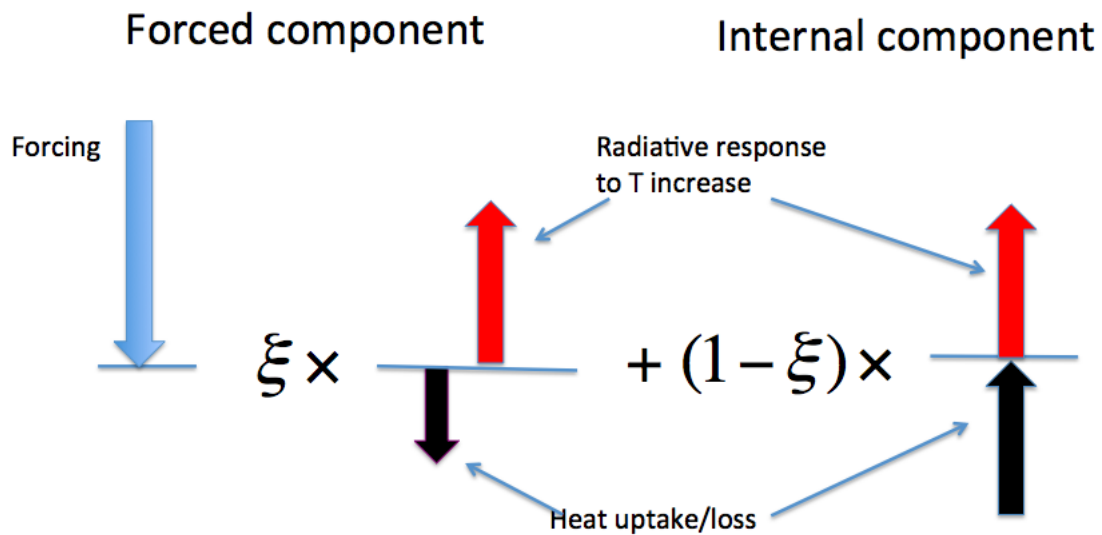 Forced component
Internal component
Forcing
Radiative response
to T increase
ξ× + (1−ξ)×
Heat uptake/loss